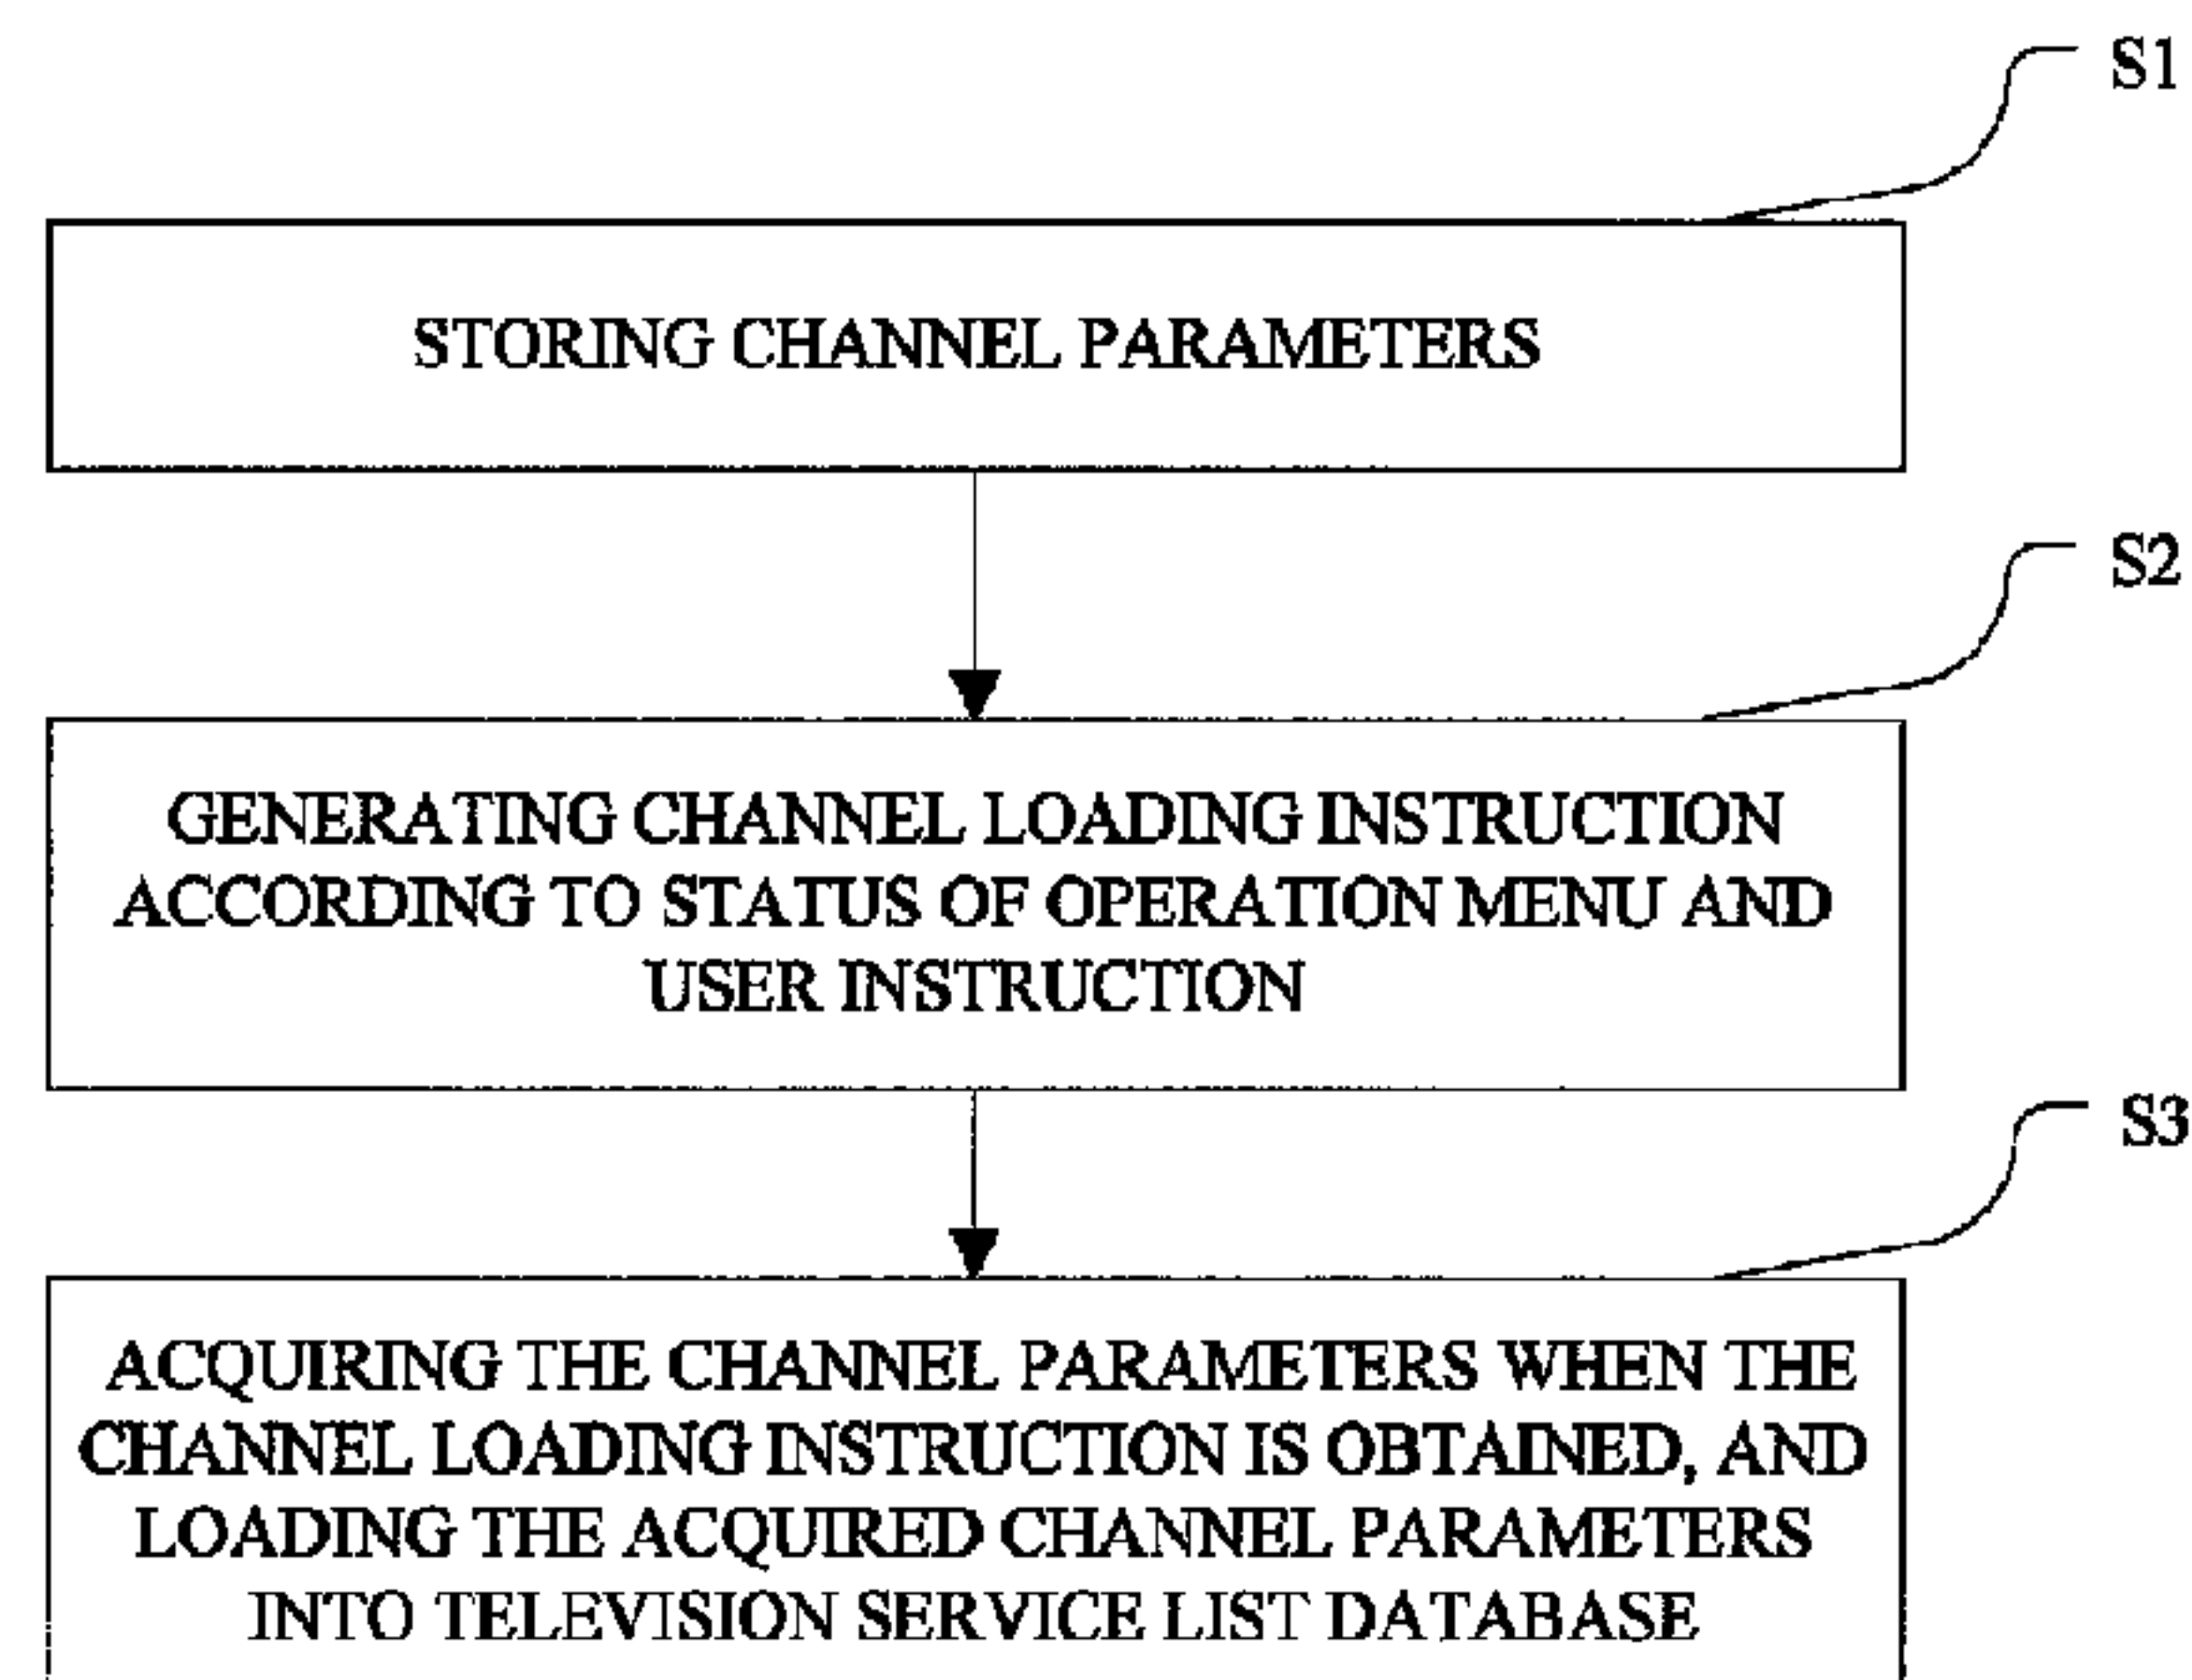 S1
STORING CHANNEL PARAMETERS
S2
GENERATING CHANNEL LOADING INSTRUCTION
ACCORDING TO STATUS OF OPERATION MENU AND
USER INSTRUCTION
S3
ACQUIRING THE CHANNEL PARAMETERS WHEN THE
CHANNEL LOADING INSTRUCTION IS OBTAINED, AND
LOADING THE ACQUIRED CHANNEL PARAMETERS
INTO TELEVISION SERVICE LIST DATABASE